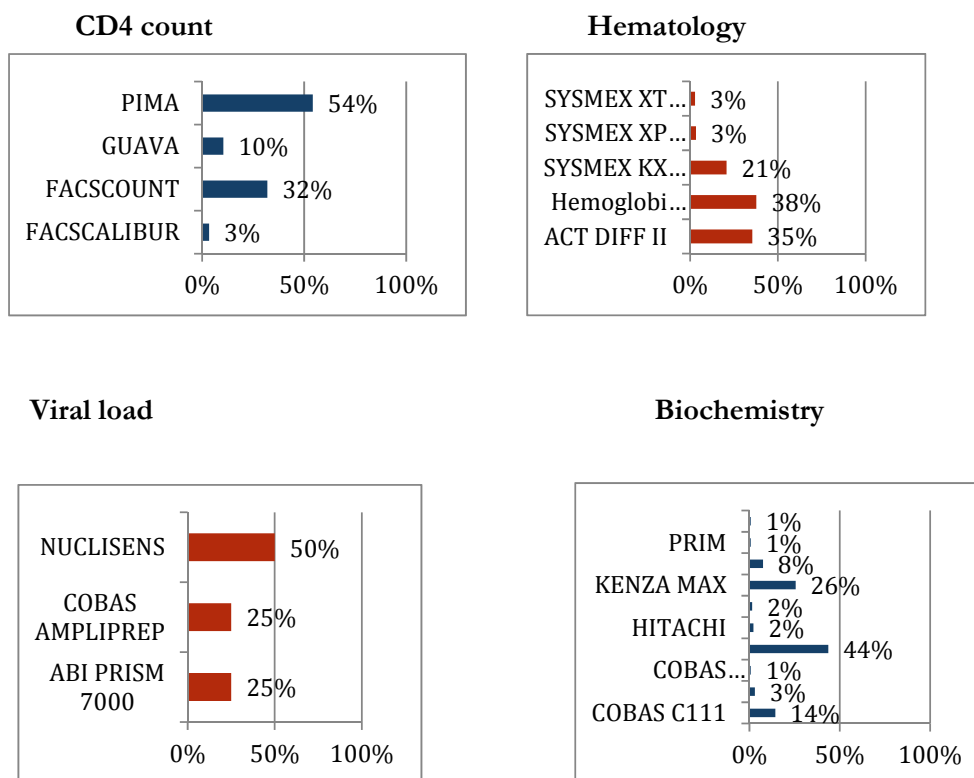 CD4 count
PIMA 54%
GUAVA 10%
FACSCOUNT 32%
FACSCALIBUR 3%
0% 50% 100%
Hematology
SYSMEX XT... 3%
SYSMEX XP... 3%
SYSMEX KX... 21%
Hemoglobi... 38%
ACT DIFF II 35%
0% 50% 100%
Viral load
NUCLISENS 50%
COBAS
AMPLIPREP 25%
ABI PRISM
7000 25%
0% 50% 100%
Biochemistry
1%
PRIM 1%
8%
KENZA MAX 26%
2%
HITACHI 2%
44%
COBAS... 1%
3%
COBAS C111 14%
0% 50% 100%